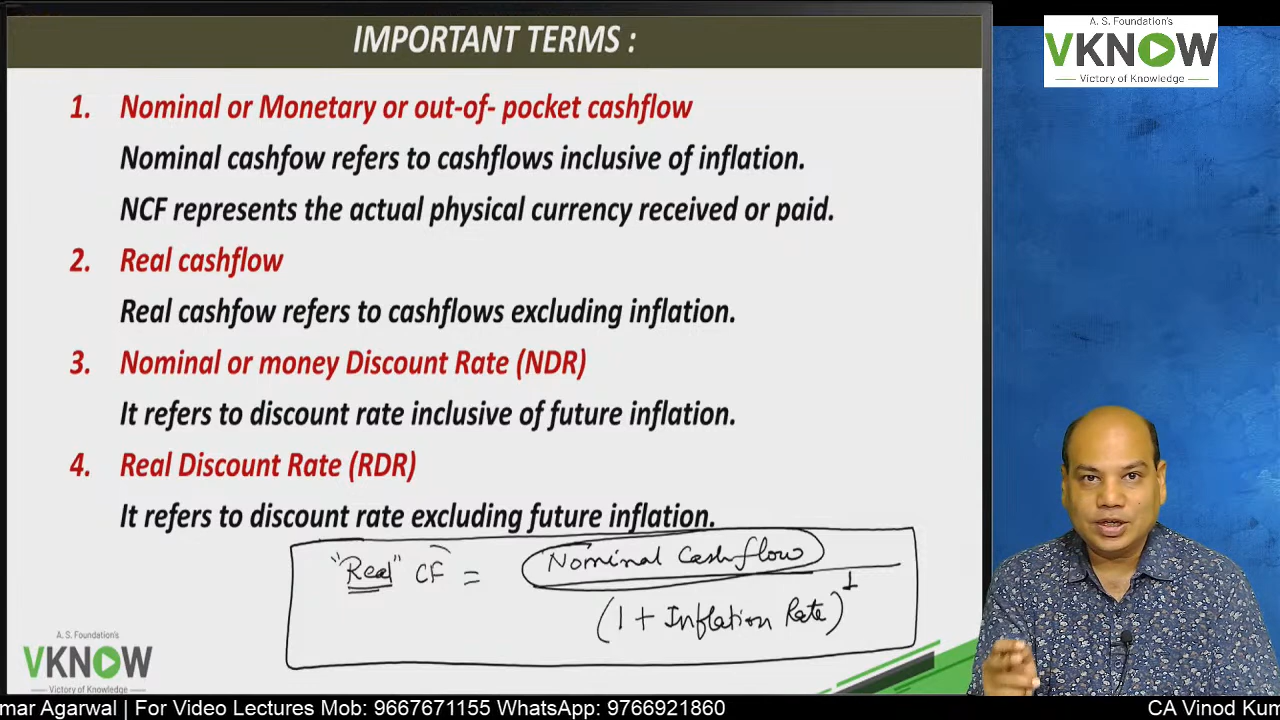 IMPORTANT TERMS :
A. S. Foundation's
VKNOW
Victory of Knowledge
1. Nominal or Monetary or out-of- pocket cashflow
Nominal cashfow refers to cashflows inclusive of inflation.
NCF represents the actual physical currency received or paid.
2. Real cashflow
Real cashfow refers to cashflows excluding inflation.
3. Nominal or money Discount Rate (NDR)
It refers to discount rate inclusive of future inflation.
4. Real Discount Rate (RDR)
It refers to discount rate excluding future inflation.
"Real" CF = Nominal Cashflow
(1 + Inflation Rate)
A. S. Foundation's
VKNOW
Victory of Knowledge
mar Agarwal | For Video Lectures Mob: 9667671155 WhatsApp: 9766921860 CA Vinod Kum